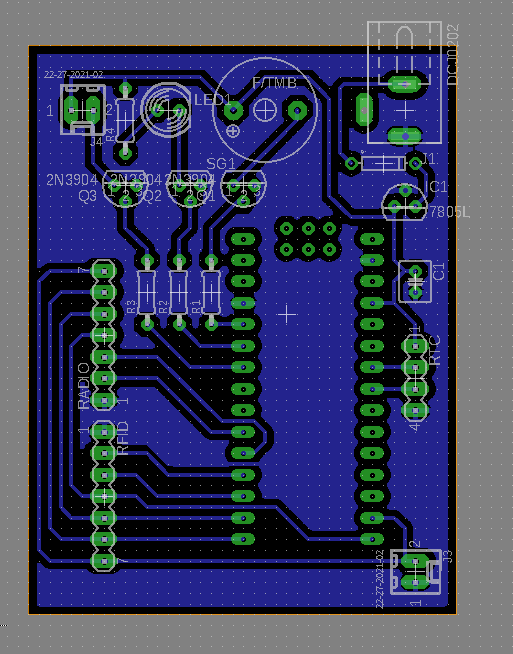 22-27-2021-02
DCJ0202
F/TMB
LED1
1
2
R4
J4
SG1
J1
2N3904
2N3904
IC1
Q3
Q2
Q1
7805L
7
C1
R3
R2
R1
1
RTC
RADIO
1
4
1
RFID
7
2
22-27-2021-02
J3
1